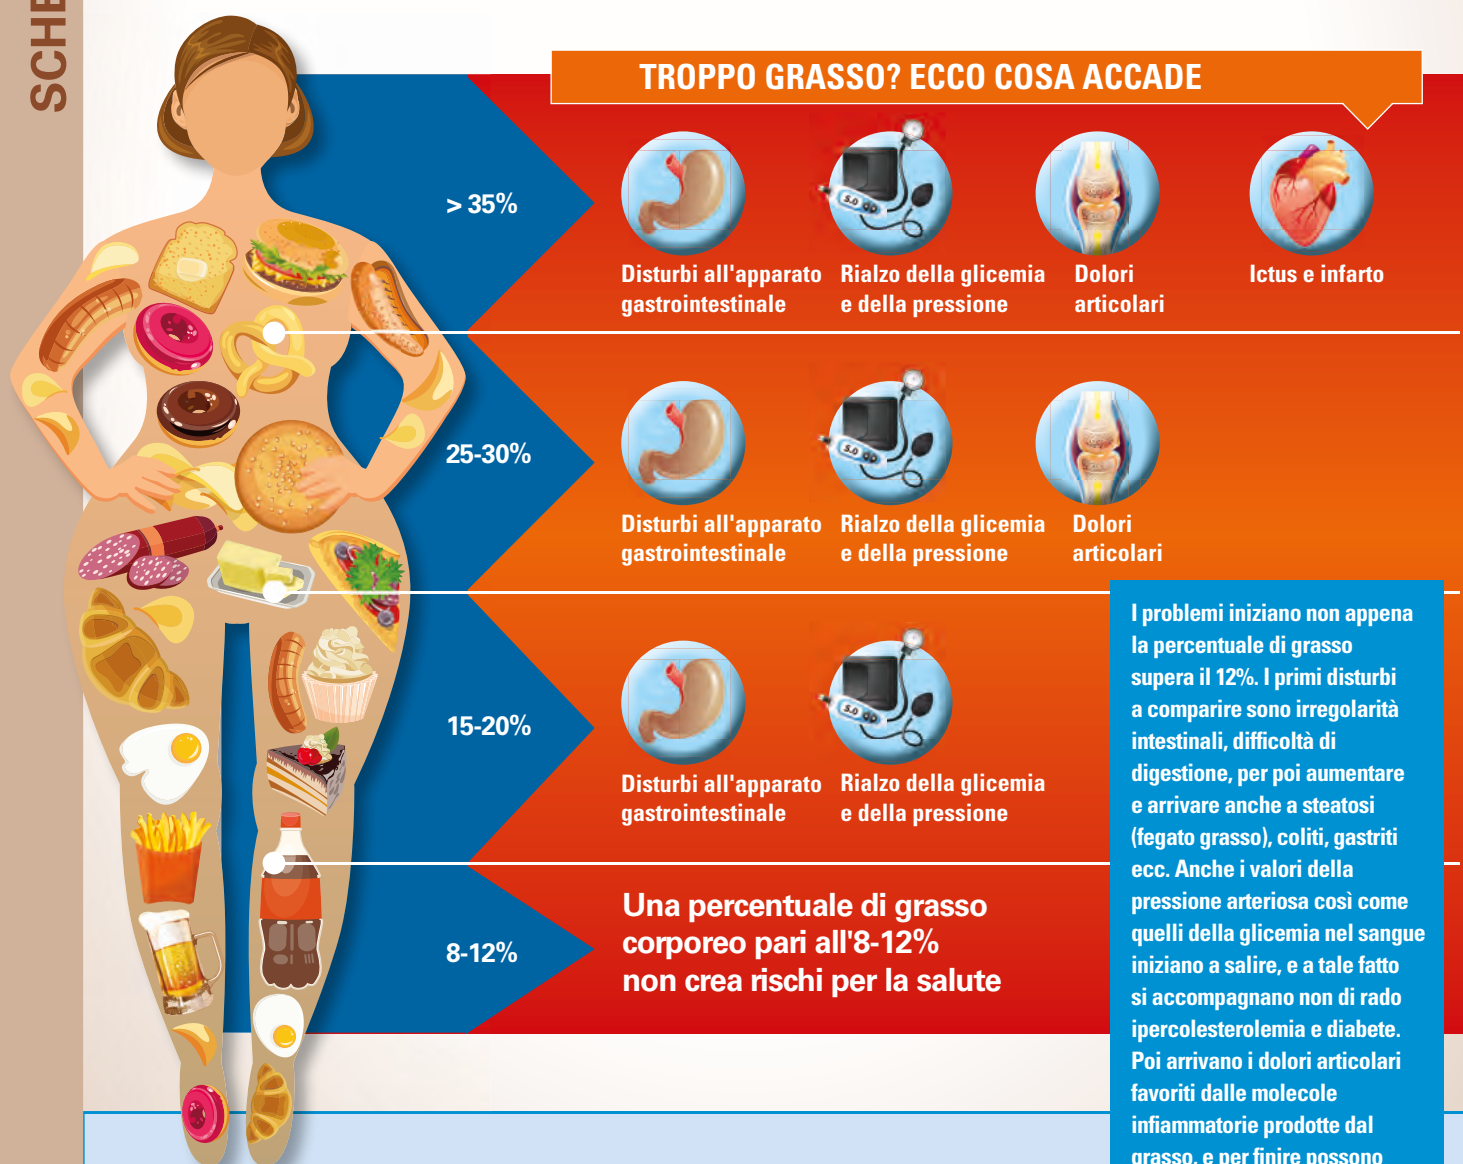 SCHE
TROPPO GRASSO? ECCO COSA ACCADE
> 35%
Disturbi all'apparato
gastrointestinale
Rialzo della glicemia
e della pressione
Dolori
articolari
Ictus e infarto
25-30%
Disturbi all'apparato
gastrointestinale
Rialzo della glicemia
e della pressione
Dolori
articolari
15-20%
Disturbi all'apparato
gastrointestinale
Rialzo della glicemia
e della pressione
8-12%
Una percentuale di grasso
corporeo pari all'8-12%
non crea rischi per la salute
I problemi iniziano non appena
la percentuale di grasso
supera il 12%. I primi disturbi
a comparire sono irregolarità
intestinali, difficoltà di
digestione, per poi aumentare
e arrivare anche a steatosi
(fegato grasso), coliti, gastriti
ecc. Anche i valori della
pressione arteriosa così come
quelli della glicemia nel sangue
iniziano a salire, e a tale fatto
si accompagnano non di rado
ipercolesterolemia e diabete.
Poi arrivano i dolori articolari
favoriti dalle molecole
infiammatorie prodotte dal
grasso, e per finire possono